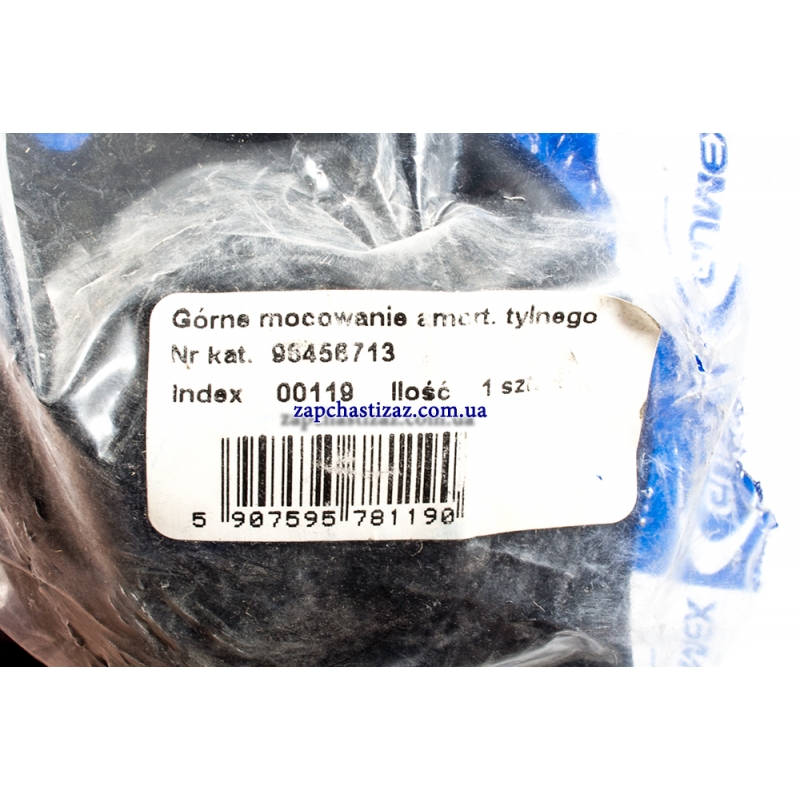 Górne mocowanie amort. tylnego
Nr kat. 96456713
Index 00119 Ilość 1 szt.
zapchastizaz.com.ua
5 907595 781190